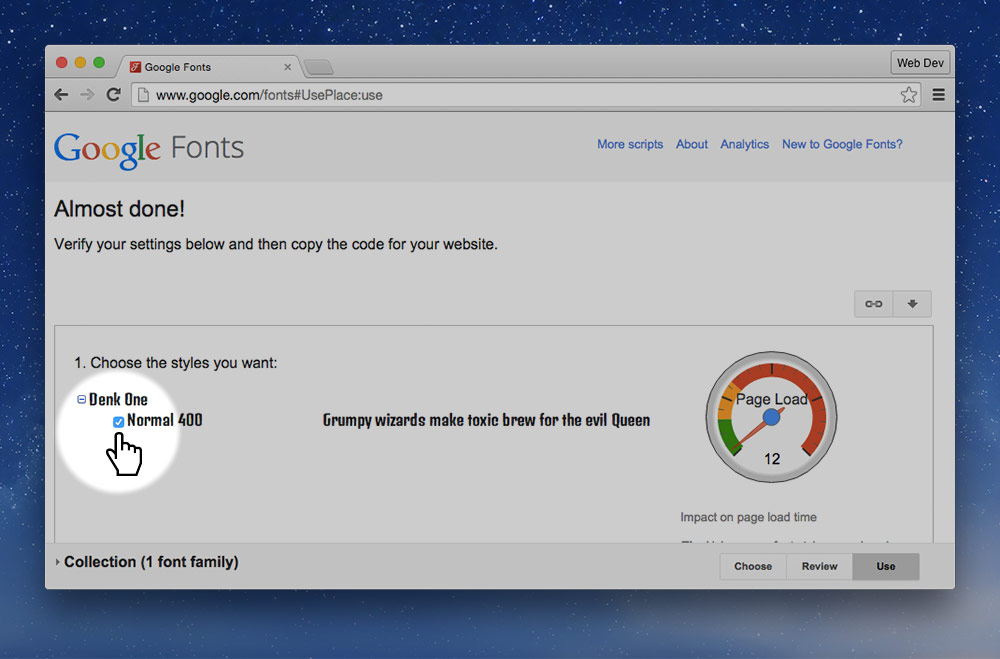 Google Fonts
Web Dev
www.google.com/fonts#UsePlace:use
Google Fonts
More scripts About Analytics New to Google Fonts?
Almost done!
Verify your settings below and then copy the code for your website.
1. Choose the styles you want:
Denk One
Normal 400
Grumpy wizards make toxic brew for the evil Queen
Page Load
12
Impact on page load time
Collection (1 font family)
Choose Review Use